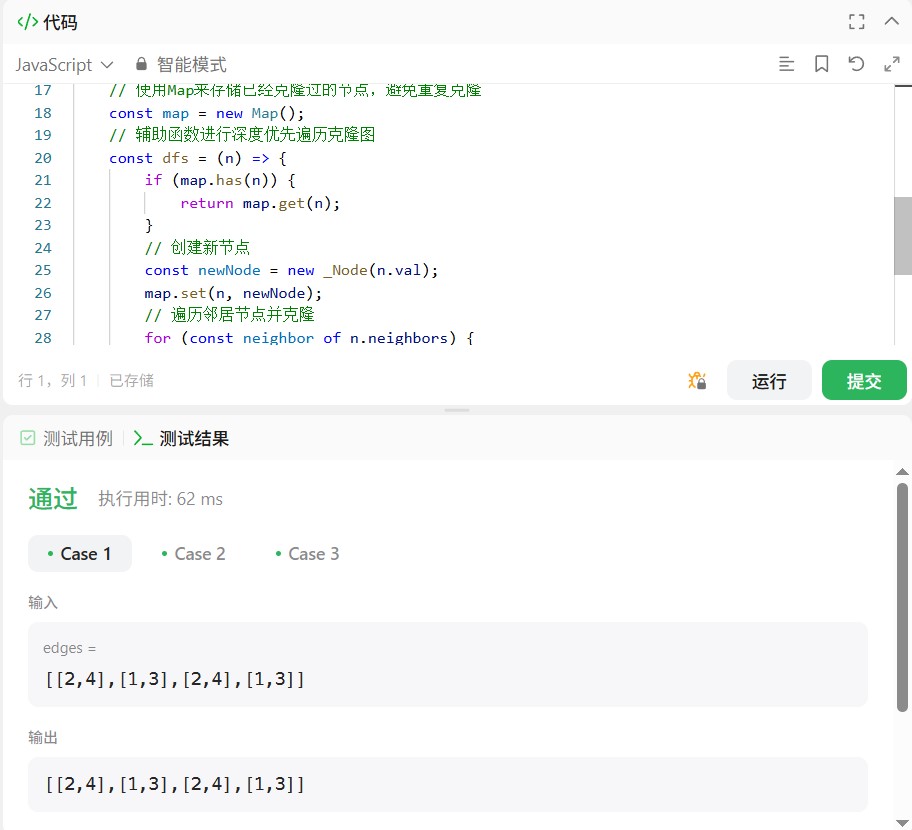 </> 代码
JavaScript 智能模式
17 // 使用Map来存储已经克隆过的节点，避免重复克隆
18 const map = new Map();
19 // 辅助函数进行深度优先遍历克隆图
20 const dfs = (n) => {
21 if (map.has(n)) {
22 return map.get(n);
23 }
24 // 创建新节点
25 const newNode = new _Node(n.val);
26 map.set(n, newNode);
27 // 遍历邻居节点并克隆
28 for (const neighbor of n.neighbors) {
行 1，列 1 已存储
运行 提交
测试用例 >_ 测试结果
通过 执行用时: 62 ms
• Case 1 • Case 2 • Case 3
输入
edges =
[[2,4],[1,3],[2,4],[1,3]]
输出
[[2,4],[1,3],[2,4],[1,3]]